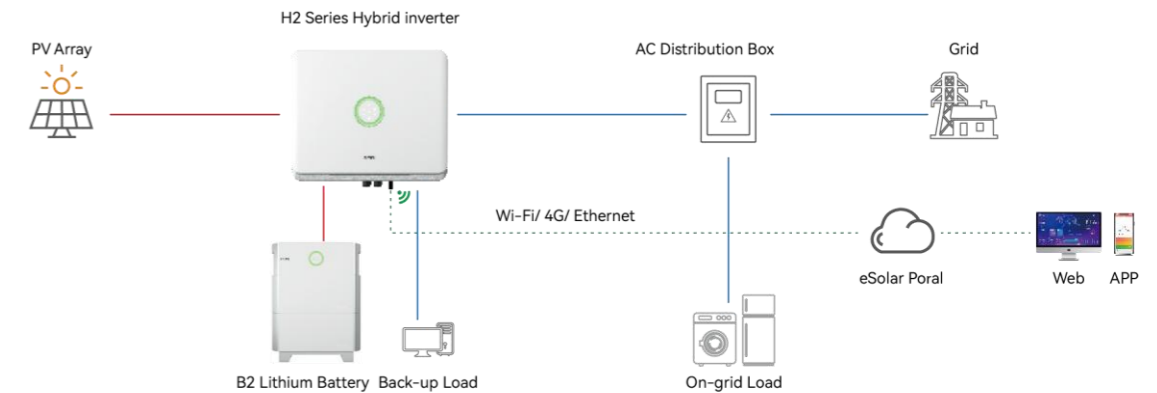 H2 Series Hybrid inverter
PV Array
AC Distribution Box
Grid
Wi-Fi/ 4G/ Ethernet
eSolar Poral
Web
APP
B2 Lithium Battery
Back-up Load
On-grid Load